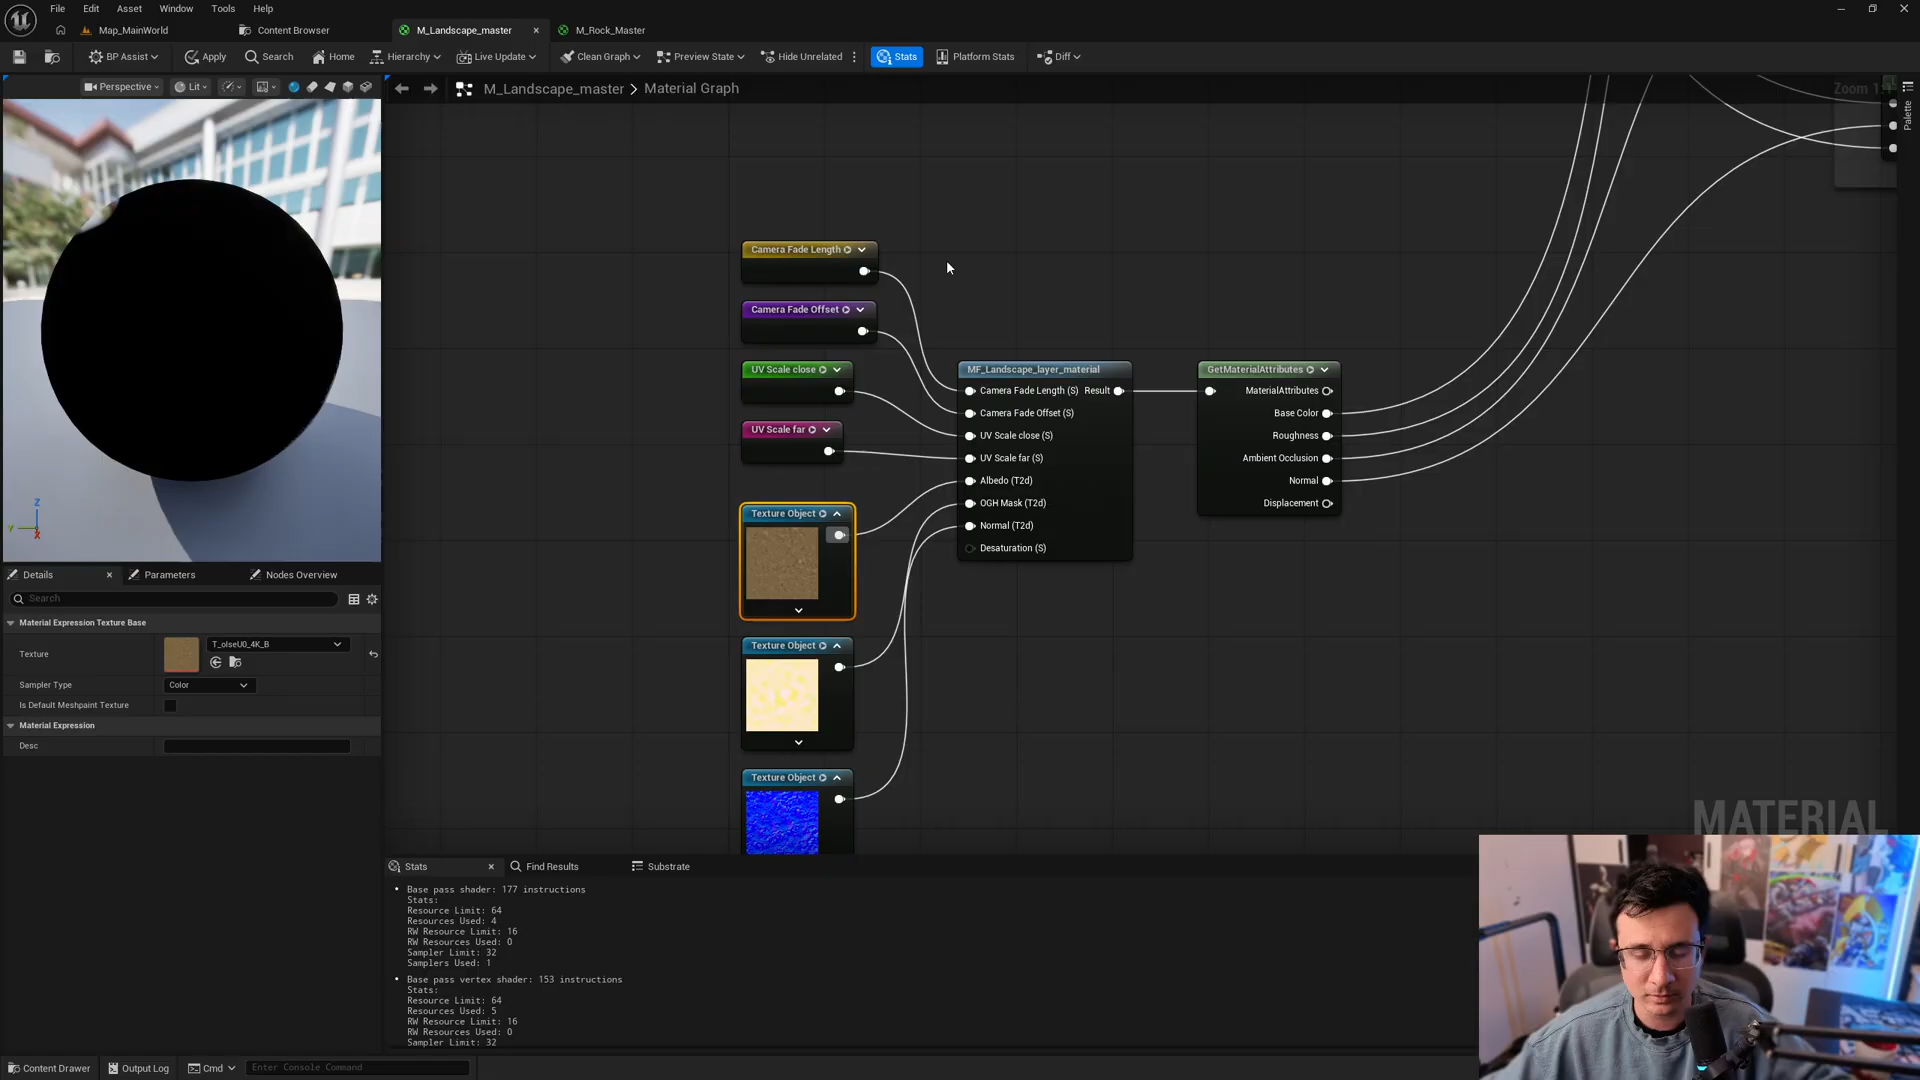 File Edit Asset Window Tools Help
Map_MainWorld Content Browser M_Landscape_master M_Rock_Master
BP Assist Apply Search Home Hierarchy Live Update Clean Graph Preview State Hide Unrelated Stats Platform Stats Diff
Perspective Lit
M_Landscape_master > Material Graph
Zoom 1:1
Palette
Camera Fade Length
Camera Fade Offset
UV Scale close
UV Scale far
Texture Object
Texture Object
Texture Object
MF_Landscape_layer_material
Camera Fade Length (S) Result
Camera Fade Offset (S)
UV Scale close (S)
UV Scale far (S)
Albedo (T2d)
OGH Mask (T2d)
Normal (T2d)
Desaturation (S)
GetMaterialAttributes
MaterialAttributes
Base Color
Roughness
Ambient Occlusion
Normal
Displacement
MATERIAL
Z
Y
X
Details Parameters Nodes Overview
Search
Material Expression Texture Base
Texture T_olseU0_4K_B
Sampler Type Color
Is Default Meshpaint Texture
Material Expression
Desc
Stats Find Results Substrate
Base pass shader: 177 instructions
Stats:
Resource Limit: 64
Resources Used: 4
RW Resource Limit: 16
RW Resources Used: 0
Sampler Limit: 32
Samplers Used: 1
Base pass vertex shader: 153 instructions
Stats:
Resource Limit: 64
Resources Used: 5
RW Resource Limit: 16
RW Resources Used: 0
Sampler Limit: 32
Content Drawer Output Log Cmd Enter Console Command